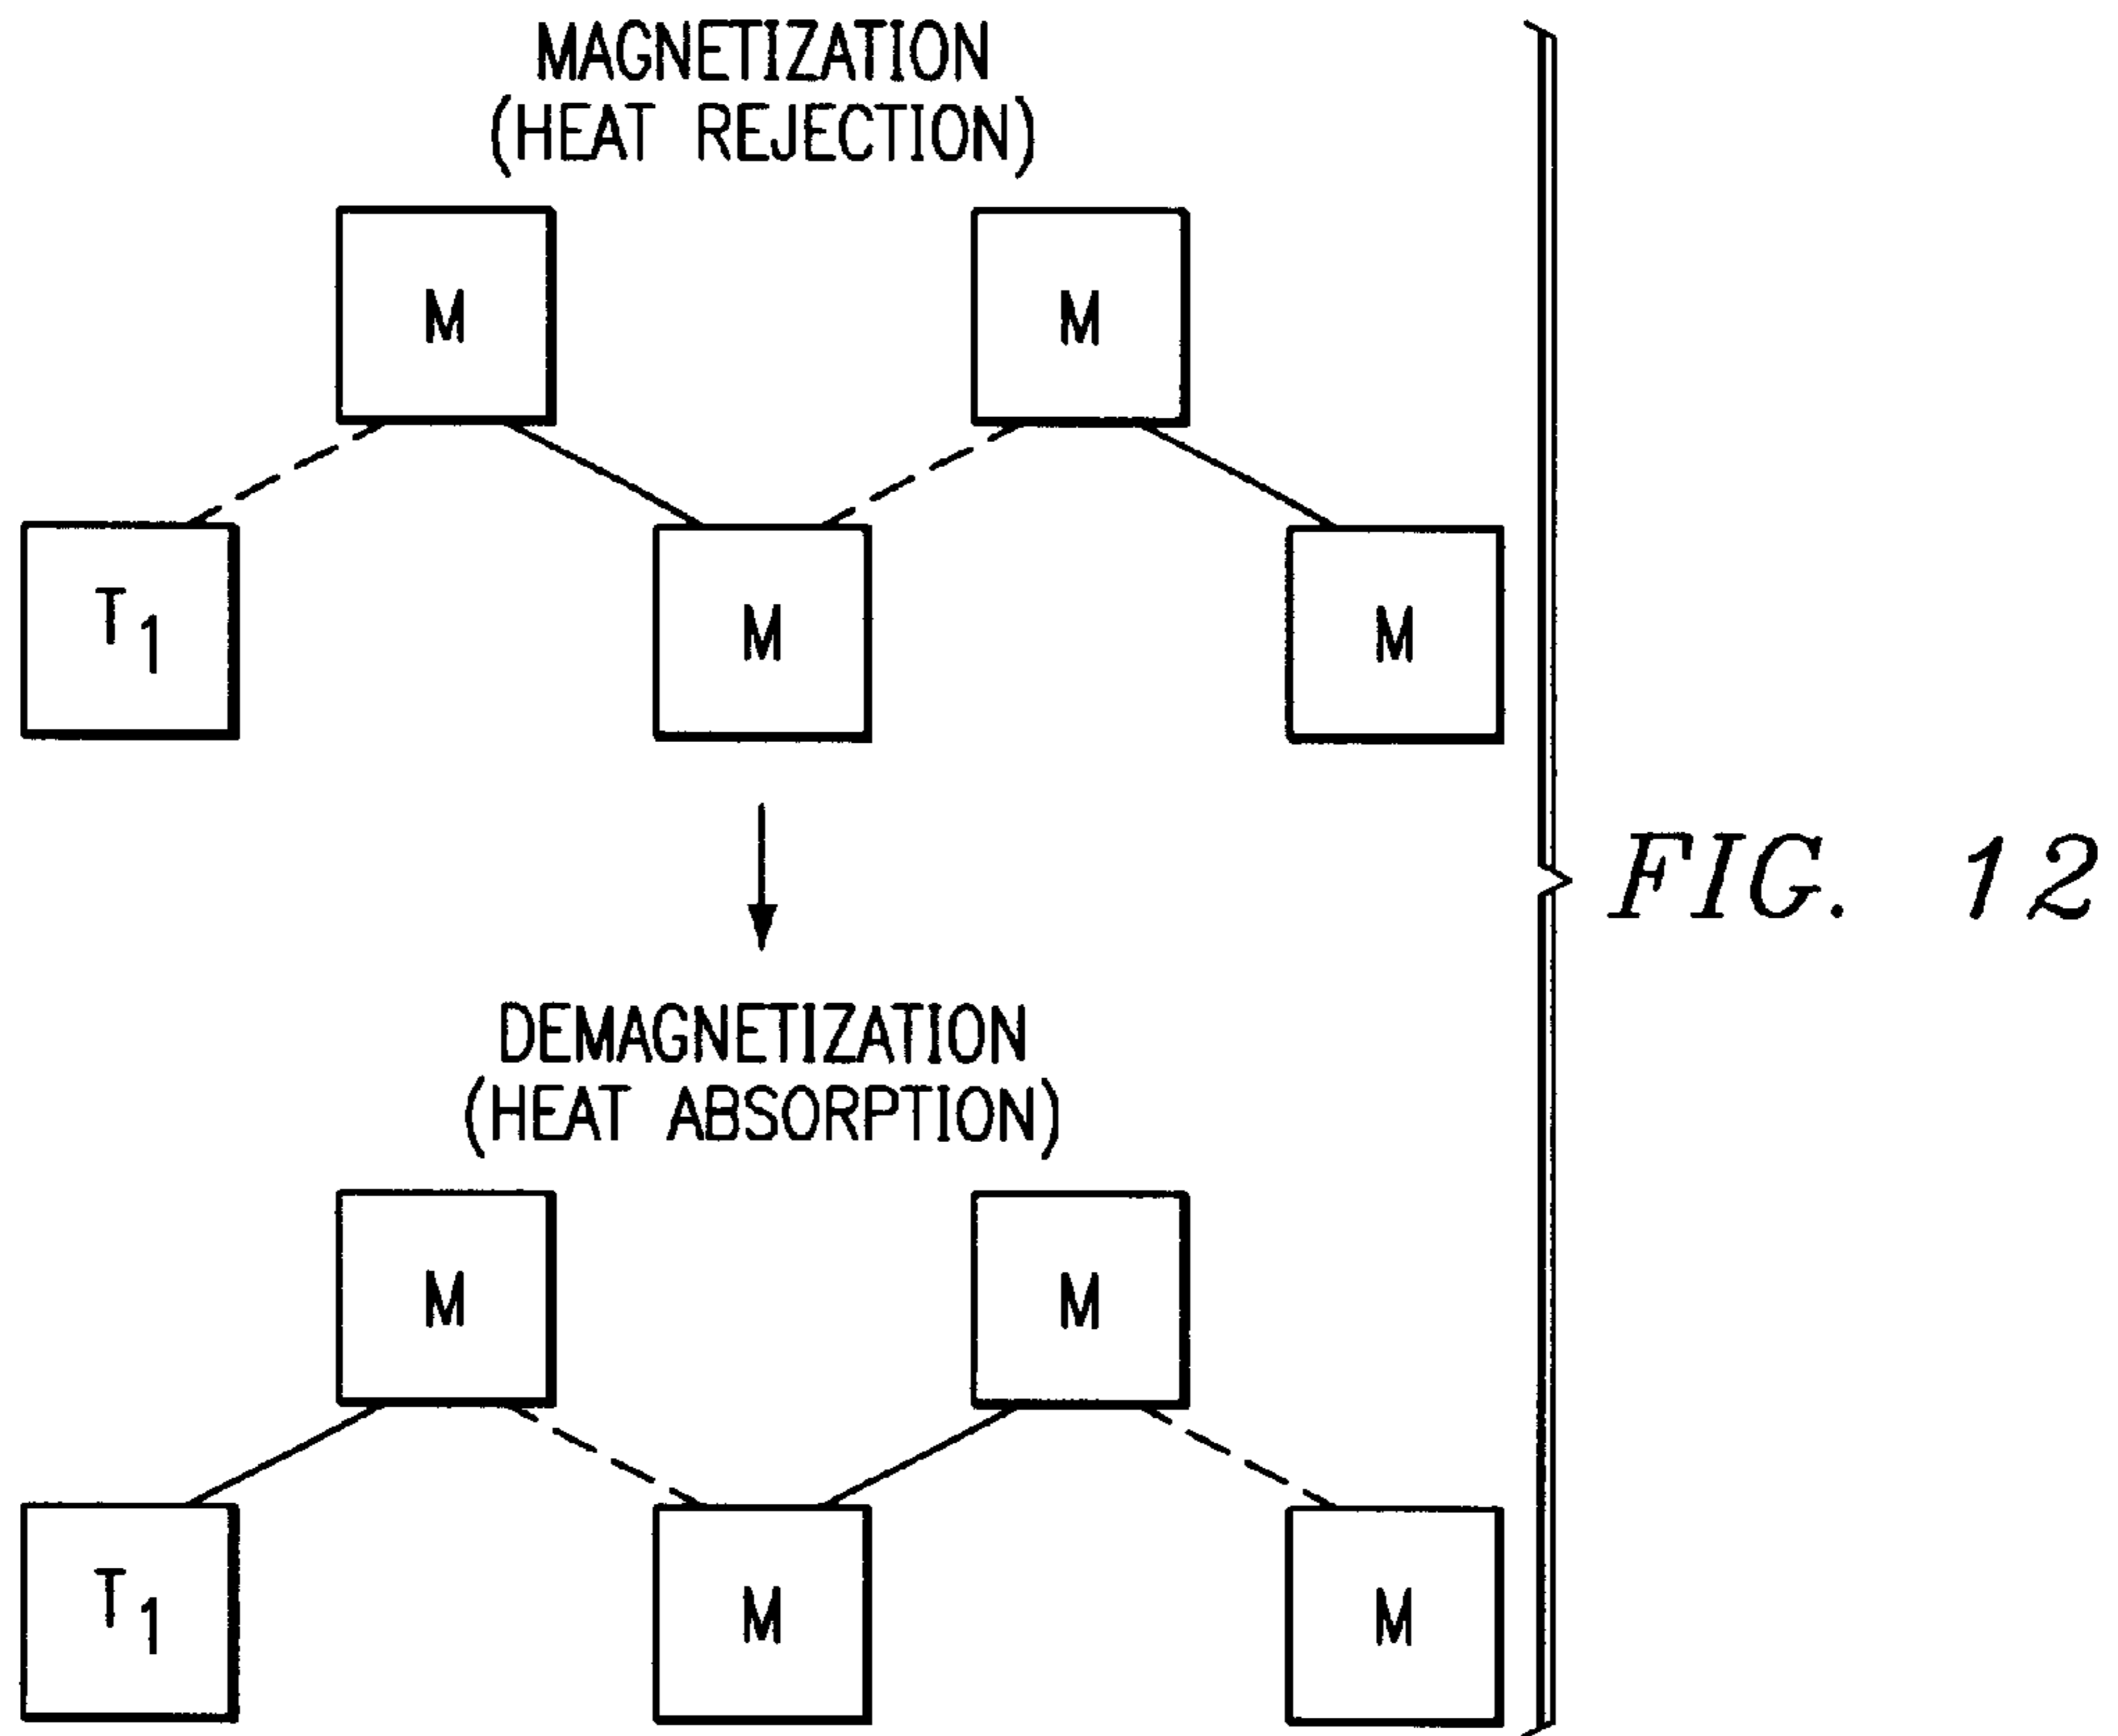 MAGNETIZATION
(HEAT REJECTION)
M M
T1 M M
FIG. 12
DEMAGNETIZATION
(HEAT ABSORPTION)
M M
T1 M M